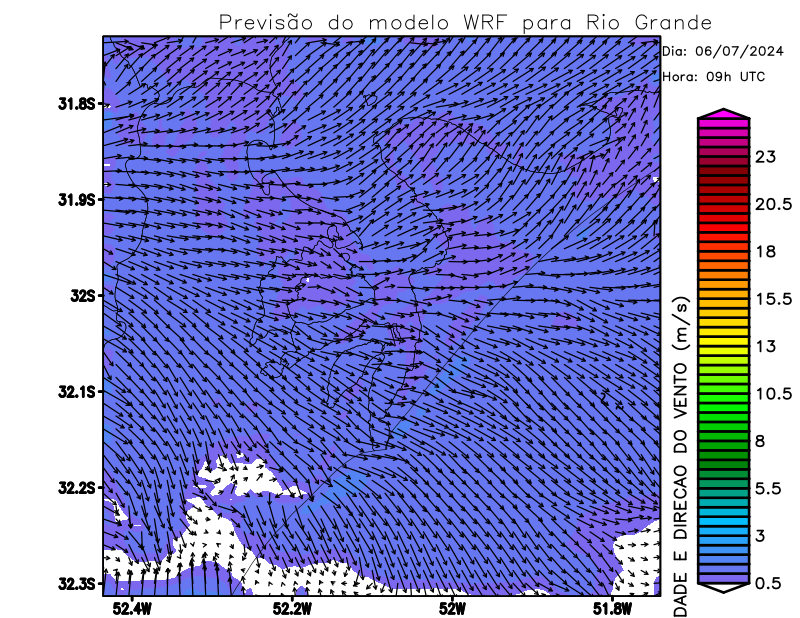 Previsão do modelo WRF para Rio Grande
Dia: 06/07/2024
Hora: 09h UTC
31.8S
31.9S
32S
32.1S
32.2S
32.3S
52.4W
52.2W
52W
51.8W
23
20.5
18
15.5
13
10.5
8
5.5
3
0.5
DADE E DIRECAO DO VENTO (m/s)